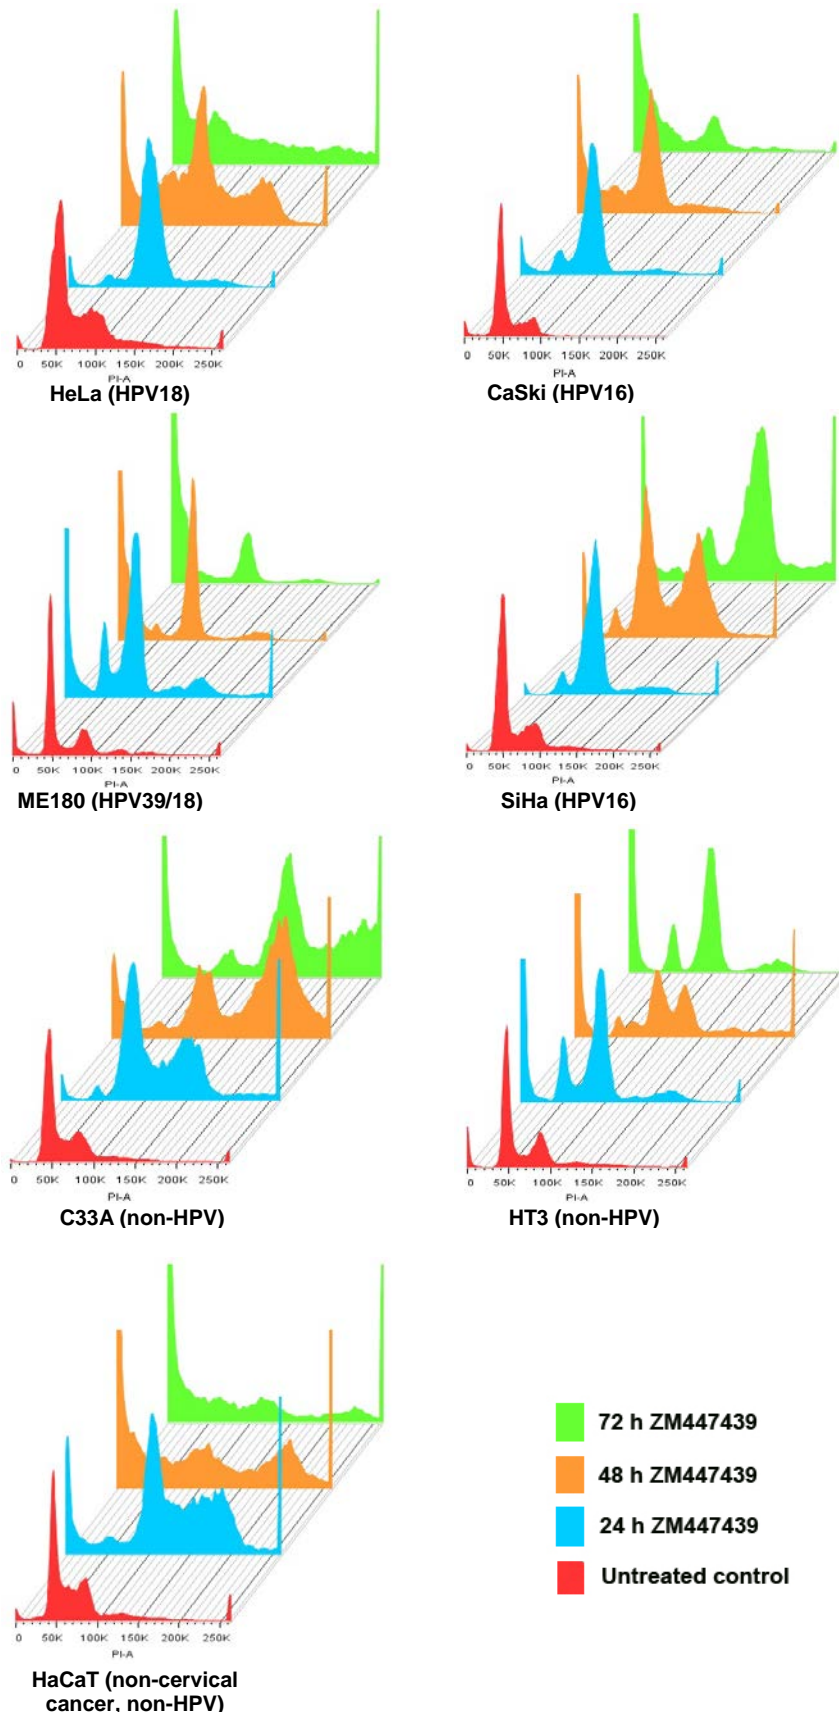 0 50K 100K 150K 200K 250K
PI-A
HeLa (HPV18)
0 50K 100K 150K 200K 250K
PI-A
CaSki (HPV16)
0 50K 100K 150K 200K 250K
PI-A
ME180 (HPV39/18)
0 50K 100K 150K 200K 250K
PI-A
SiHa (HPV16)
0 50K 100K 150K 200K 250K
PI-A
C33A (non-HPV)
0 50K 100K 150K 200K 250K
PI-A
HT3 (non-HPV)
0 50K 100K 150K 200K 250K
PI-A
HaCaT (non-cervical
cancer, non-HPV)
72 h ZM447439
48 h ZM447439
24 h ZM447439
Untreated control